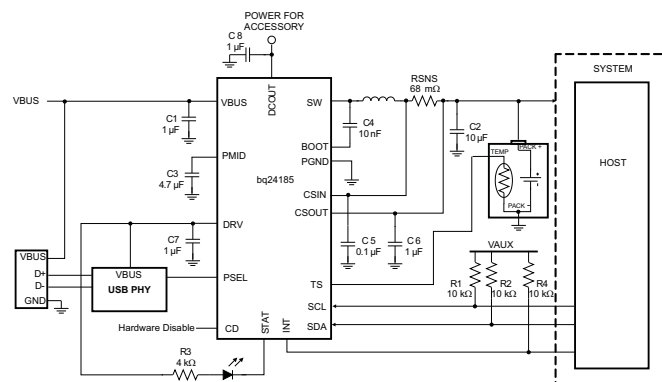 POWER FOR
ACCESSORY
C 8
1 µF
VBUS
C1
1 µF
VBUS
DCOUT
SW
RSNS
68 mΩ
C4
10 nF
C2
10 µF
SYSTEM
HOST
BOOT
PGND
PMID
C3
4.7 µF
bq24185
CSIN
CSOUT
TEMP
PACK +
PACK –
DRV
C7
1 µF
C 5
0.1 µF
C 6
1 µF
VAUX
VBUS
D+
D-
GND
VBUS
USB PHY
PSEL
TS
R1
10 kΩ
R2
10 kΩ
R4
10 kΩ
SCL
SDA
Hardware Disable
CD
STAT
INT
R3
4 kΩ